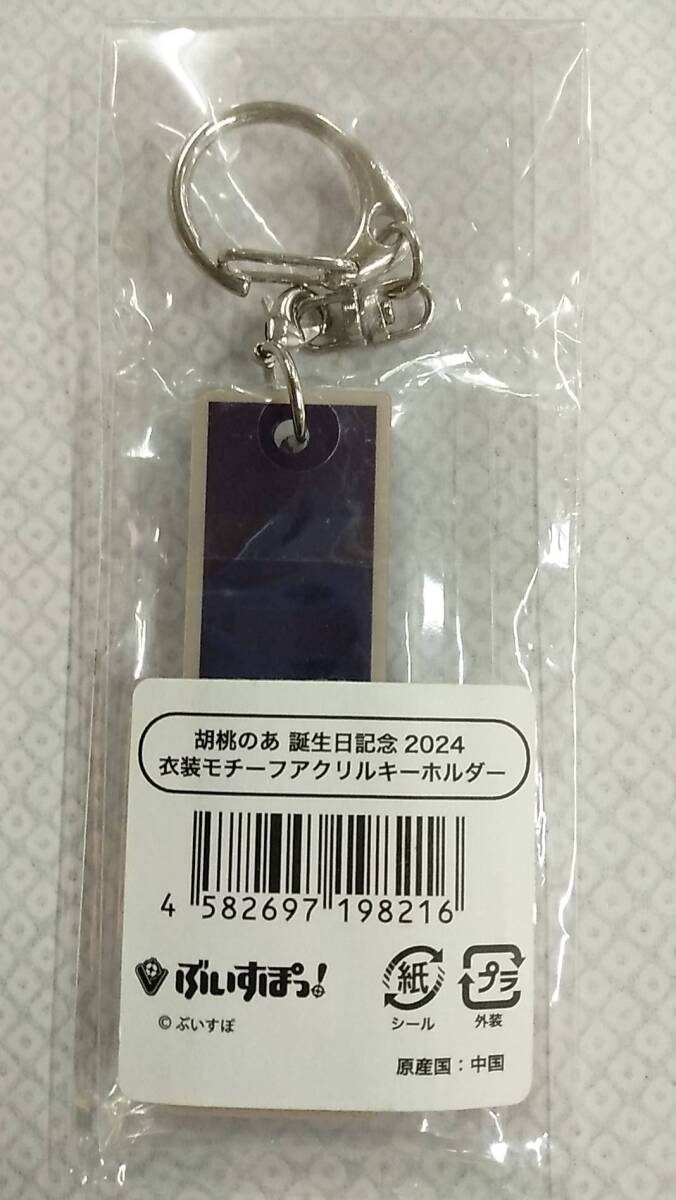 胡桃のあ 誕生日記念 2024
衣装モチーフアクリルキーホルダー
4 582697 198216
ぶいすぽっ!
© ぶいすぽ
紙
シール
プラ
外装
原産国：中国